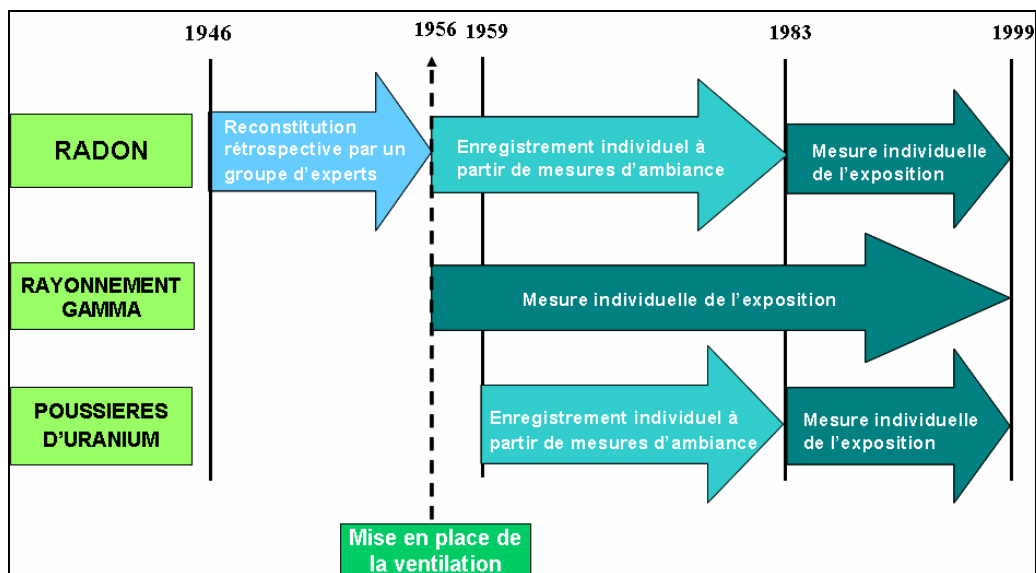 1946
1956
1959
1983
1999
RADON
Reconstitution
rétrospective par un
groupe d'experts
Enregistrement individuel à
partir de mesures d'ambiance
Mesure individuelle
de l'exposition
RAYONNEMENT
GAMMA
Mesure individuelle de l'exposition
POUSSIERES
D'URANIUM
Enregistrement individuel à
partir de mesures d'ambiance
Mesure individuelle
de l'exposition
Mise en place de
la ventilation